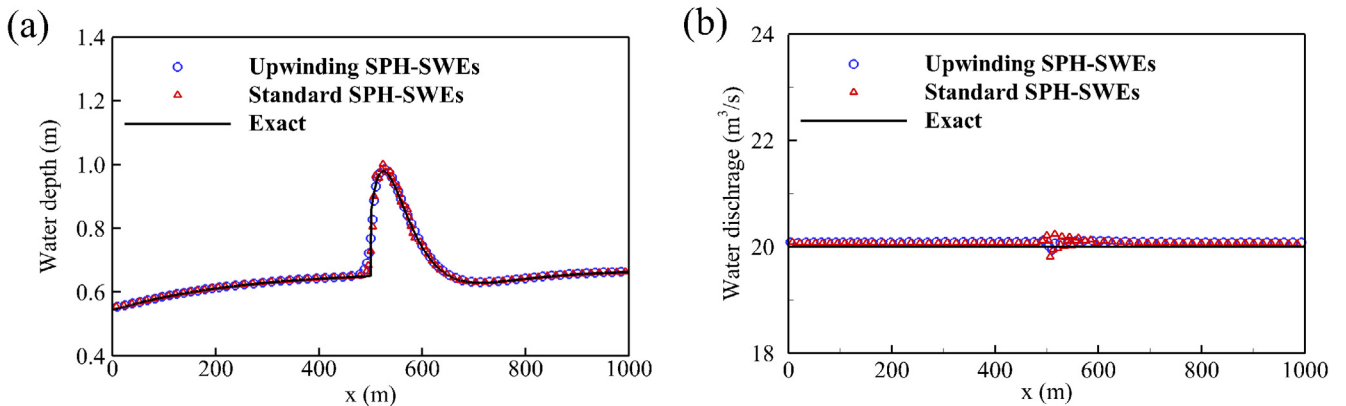 (a)
1.4
1.2
1.0
0.8
0.6
0.4
Water depth (m)
Upwinding SPH-SWEs
Standard SPH-SWEs
Exact
0 200 400 600 800 1000
x (m)
(b)
24
22
20
18
Water dischrage (m³/s)
Upwinding SPH-SWEs
Standard SPH-SWEs
Exact
0 200 400 600 800 1000
x (m)